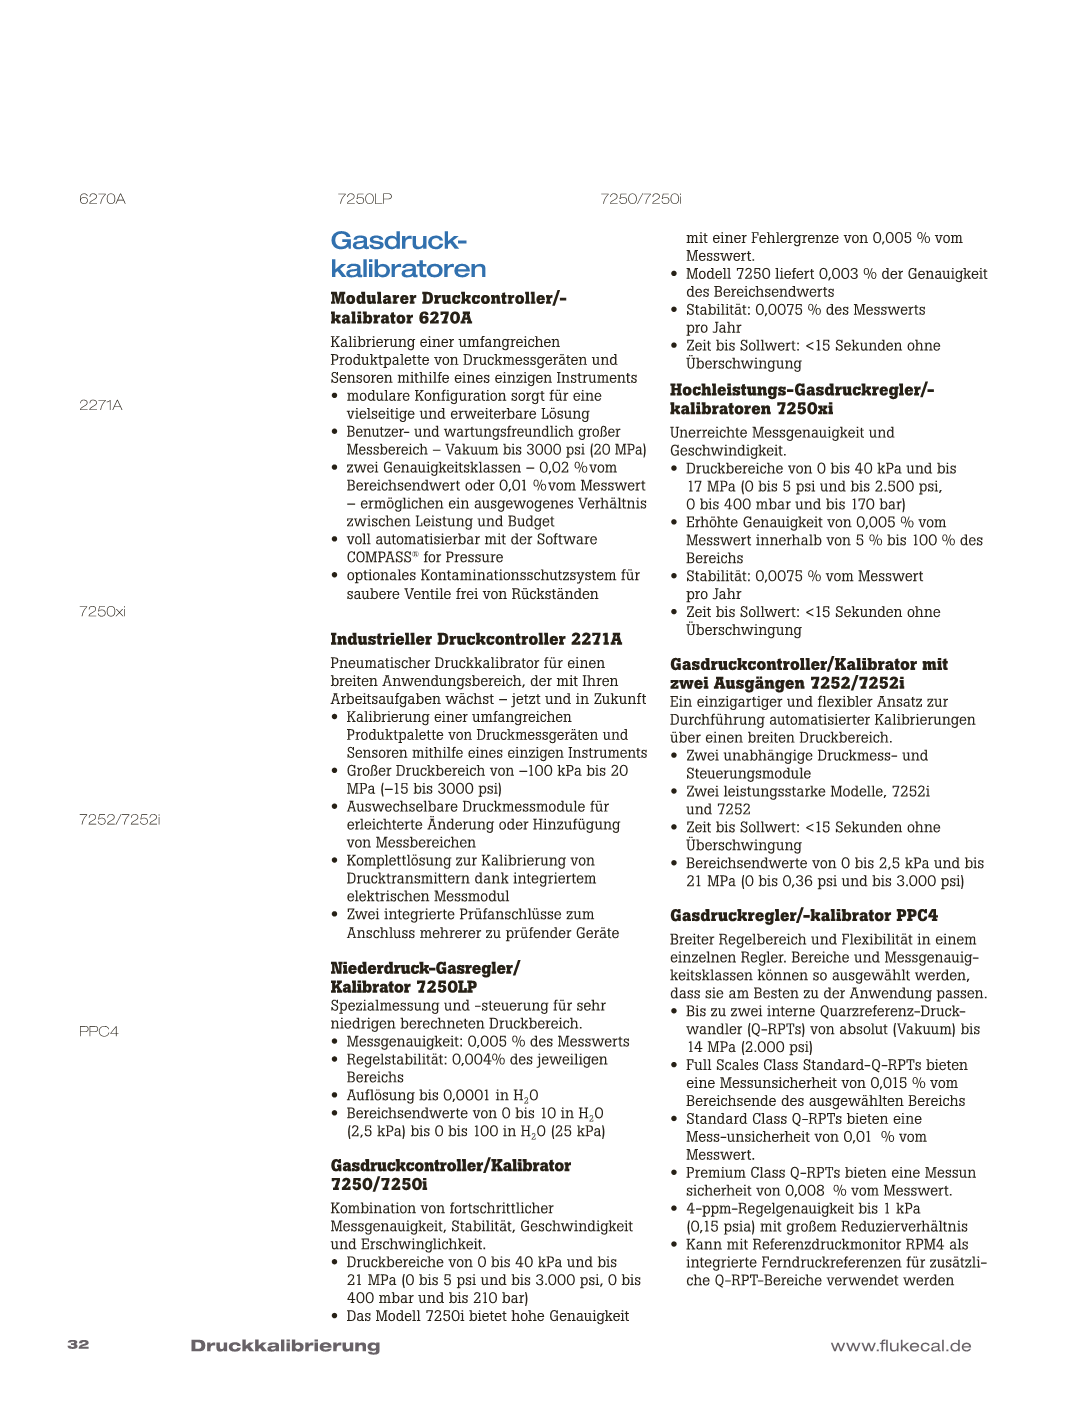 6270A
7250LP
7250/7250i
2271A
7250xi
7252/7252i
PPC4
Gasdruck-
kalibratoren
Modularer Druckcontroller/-
kalibrator 6270A
Kalibrierung einer umfangreichen
Produktpalette von Druckmessgeräten und
Sensoren mithilfe eines einzigen Instruments
• modulare Konfiguration sorgt für eine
vielseitige und erweiterbare Lösung
• Benutzer- und wartungsfreundlich großer
Messbereich – Vakuum bis 3000 psi (20 MPa)
• zwei Genauigkeitsklassen – 0,02 %vom
Bereichsendwert oder 0,01 %vom Messwert
– ermöglichen ein ausgewogenes Verhältnis
zwischen Leistung und Budget
• voll automatisierbar mit der Software
COMPASS® for Pressure
• optionales Kontaminationsschutzsystem für
saubere Ventile frei von Rückständen
Industrieller Druckcontroller 2271A
Pneumatischer Druckkalibrator für einen
breiten Anwendungsbereich, der mit Ihren
Arbeitsaufgaben wächst – jetzt und in Zukunft
• Kalibrierung einer umfangreichen
Produktpalette von Druckmessgeräten und
Sensoren mithilfe eines einzigen Instruments
• Großer Druckbereich von –100 kPa bis 20
MPa (–15 bis 3000 psi)
• Auswechselbare Druckmessmodule für
erleichterte Änderung oder Hinzufügung
von Messbereichen
• Komplettlösung zur Kalibrierung von
Drucktransmittern dank integriertem
elektrischen Messmodul
• Zwei integrierte Prüfanschlüsse zum
Anschluss mehrerer zu prüfender Geräte
Niederdruck-Gasregler/
Kalibrator 7250LP
Spezialmessung und -steuerung für sehr
niedrigen berechneten Druckbereich.
• Messgenauigkeit: 0,005 % des Messwerts
• Regelstabilität: 0,004% des jeweiligen
Bereichs
• Auflösung bis 0,0001 in H₂O
• Bereichsendwerte von 0 bis 10 in H₂O
(2,5 kPa) bis 0 bis 100 in H₂O (25 kPa)
Gasdruckcontroller/Kalibrator
7250/7250i
Kombination von fortschrittlicher
Messgenauigkeit, Stabilität, Geschwindigkeit
und Erschwinglichkeit.
• Druckbereiche von 0 bis 40 kPa und bis
21 MPa (0 bis 5 psi und bis 3.000 psi, 0 bis
400 mbar und bis 210 bar)
• Das Modell 7250i bietet hohe Genauigkeit
mit einer Fehlergrenze von 0,005 % vom
Messwert.
• Modell 7250 liefert 0,003 % der Genauigkeit
des Bereichsendwerts
• Stabilität: 0,0075 % des Messwerts
pro Jahr
• Zeit bis Sollwert: <15 Sekunden ohne
Überschwingung
Hochleistungs-Gasdruckregler/-
kalibratoren 7250xi
Unerreichte Messgenauigkeit und
Geschwindigkeit.
• Druckbereiche von 0 bis 40 kPa und bis
17 MPa (0 bis 5 psi und bis 2.500 psi,
0 bis 400 mbar und bis 170 bar)
• Erhöhte Genauigkeit von 0,005 % vom
Messwert innerhalb von 5 % bis 100 % des
Bereichs
• Stabilität: 0,0075 % vom Messwert
pro Jahr
• Zeit bis Sollwert: <15 Sekunden ohne
Überschwingung
Gasdruckcontroller/Kalibrator mit
zwei Ausgängen 7252/7252i
Ein einzigartiger und flexibler Ansatz zur
Durchführung automatisierter Kalibrierungen
über einen breiten Druckbereich.
• Zwei unabhängige Druckmess- und
Steuerungsmodule
• Zwei leistungsstarke Modelle, 7252i
und 7252
• Zeit bis Sollwert: <15 Sekunden ohne
Überschwingung
• Bereichsendwerte von 0 bis 2,5 kPa und bis
21 MPa (0 bis 0,36 psi und bis 3.000 psi)
Gasdruckregler/-kalibrator PPC4
Breiter Regelbereich und Flexibilität in einem
einzelnen Regler. Bereiche und Messgenauig-
keitsklassen können so ausgewählt werden,
dass sie am Besten zu der Anwendung passen.
• Bis zu zwei interne Quarzreferenz-Druck-
wandler (Q-RPTs) von absolut (Vakuum) bis
14 MPa (2.000 psi)
• Full Scales Class Standard-Q-RPTs bieten
eine Messunsicherheit von 0,015 % vom
Bereichsende des ausgewählten Bereichs
• Standard Class Q-RPTs bieten eine
Mess-unsicherheit von 0,01 % vom
Messwert.
• Premium Class Q-RPTs bieten eine Messun
sicherheit von 0,008 % vom Messwert.
• 4-ppm-Regelgenauigkeit bis 1 kPa
(0,15 psia) mit großem Reduzierverhältnis
• Kann mit Referenzdruckmonitor RPM4 als
integrierte Ferndruckreferenzen für zusätzli-
che Q-RPT-Bereiche verwendet werden
32
Druckkalibrierung
www.flukecal.de